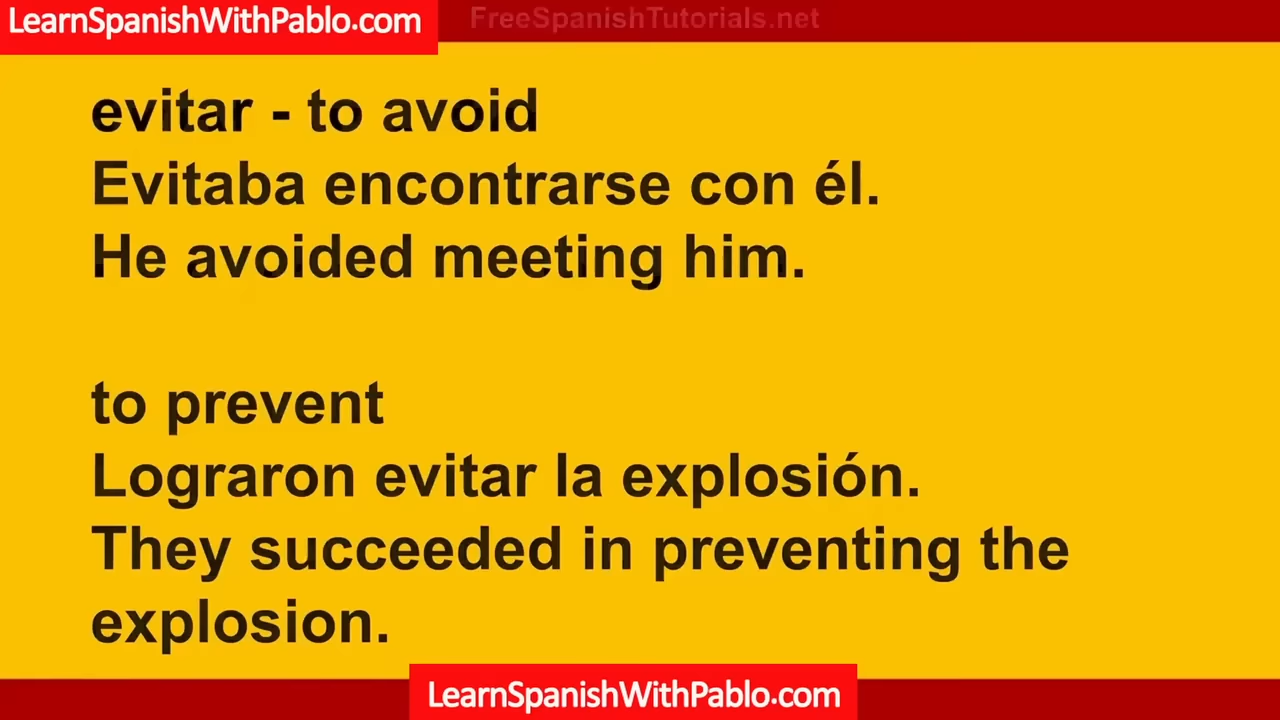 LearnSpanishWithPablo.com
FreeSpanishTutorials.net
evitar - to avoid
Evitaba encontrarse con él.
He avoided meeting him.
to prevent
Lograron evitar la explosión.
They succeeded in preventing the
explosion.
LearnSpanishWithPablo.com